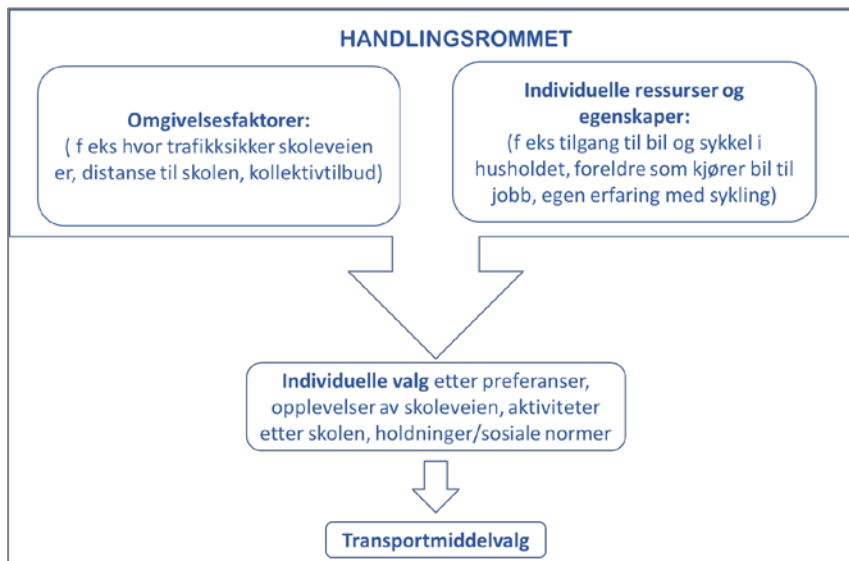 HANDLINGSROMMET
Omgivelsesfaktorer:
( f eks hvor trafikksikker skoleveien
er, distanse til skolen, kollektivtilbud)
Individuelle ressurser og
egenskaper:
(f eks tilgang til bil og sykkel i
husholdet, foreldre som kjører bil til
jobb, egen erfaring med sykling)
Individuelle valg etter preferanser,
opplevelser av skoleveien, aktiviteter
etter skolen, holdninger/sosiale normer
Transportmiddelvalg